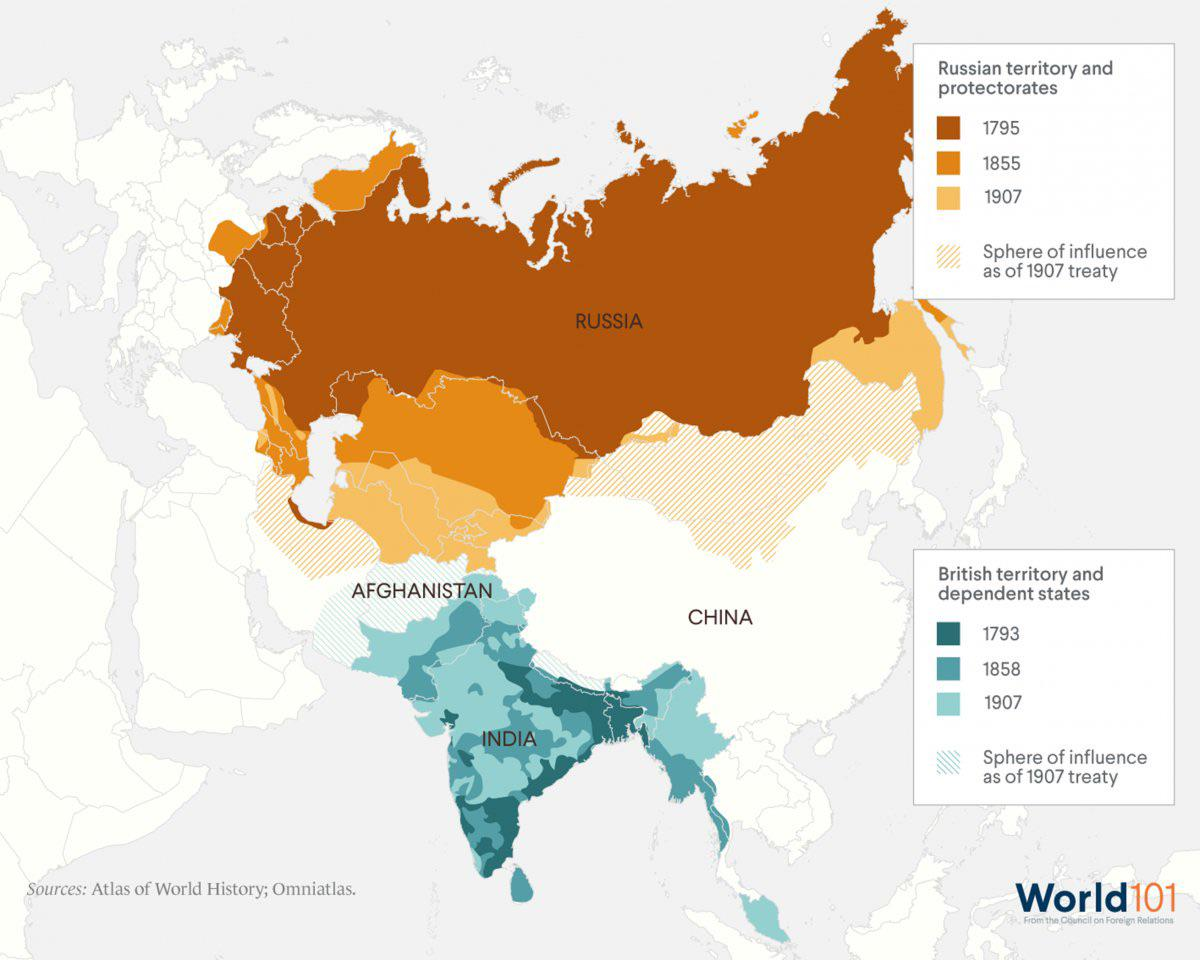 Russian territory and
protectorates
1795
1855
1907
Sphere of influence
as of 1907 treaty
RUSSIA
AFGHANISTAN
CHINA
INDIA
British territory and
dependent states
1793
1858
1907
Sphere of influence
as of 1907 treaty
Sources: Atlas of World History; Omniatlas.
World101
From the Council on Foreign Relations